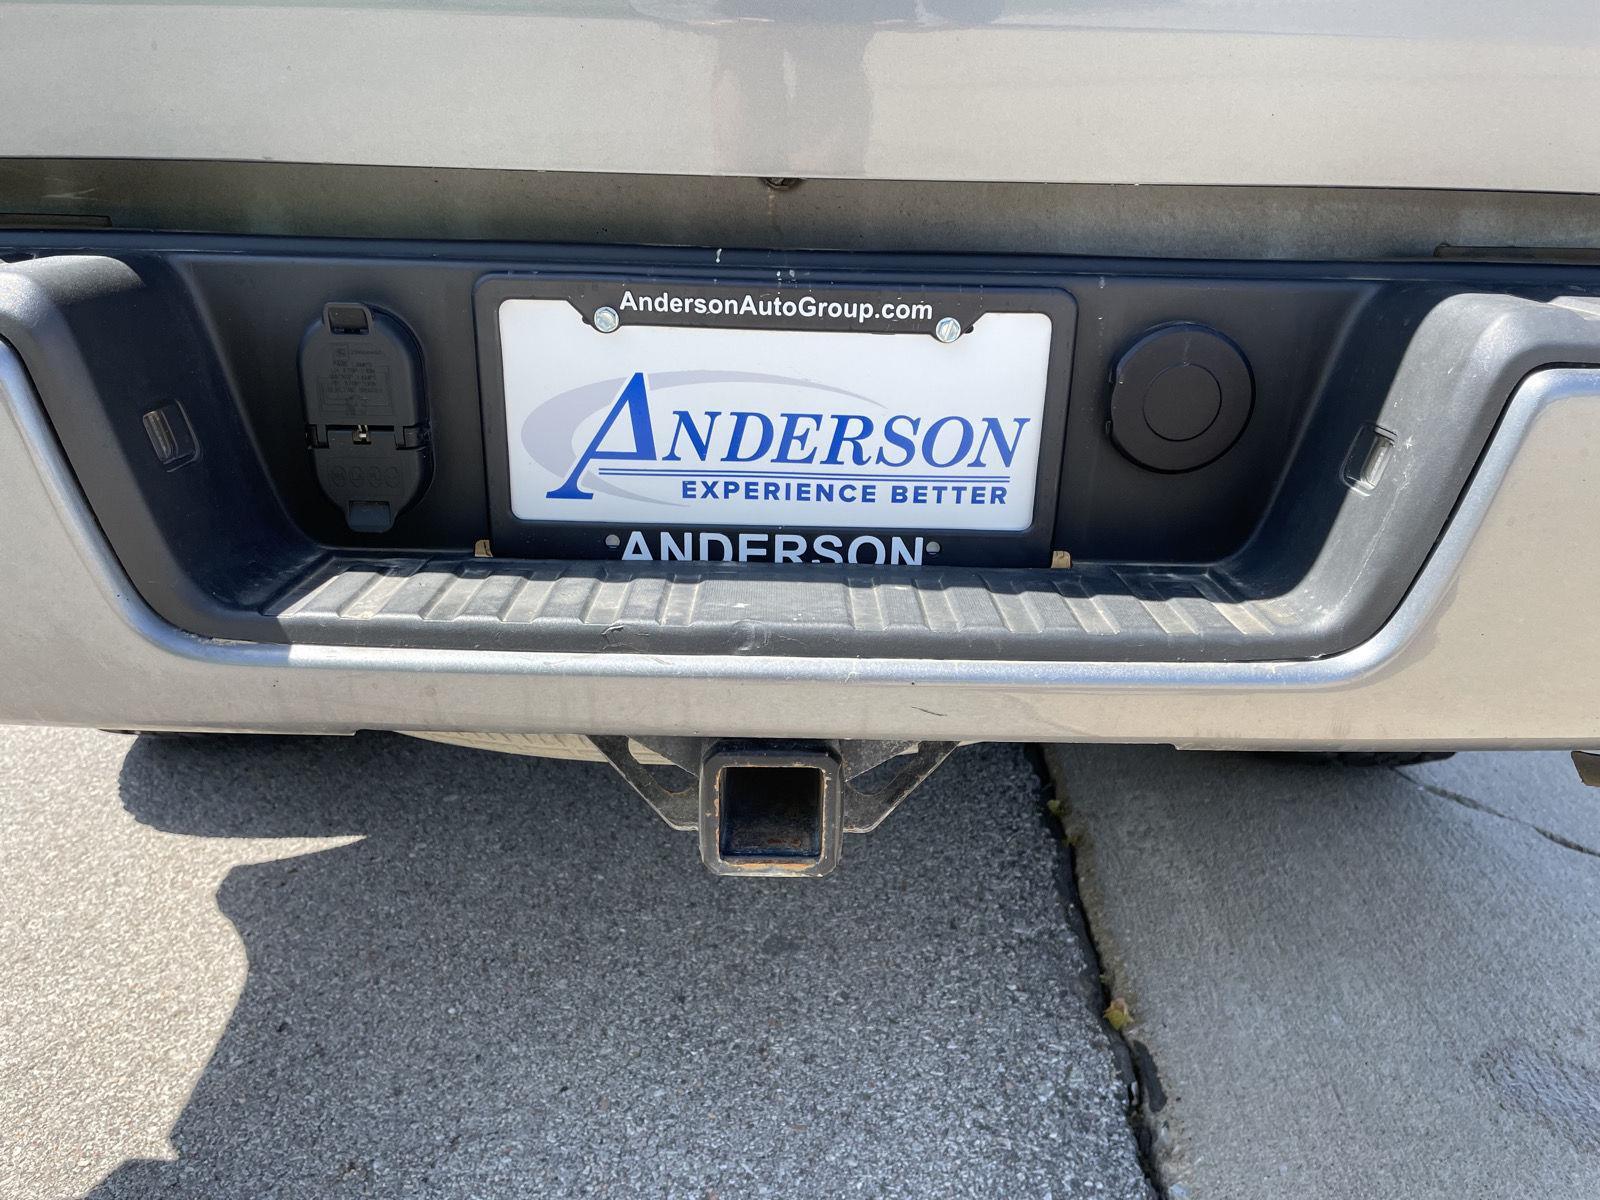 AndersonAutoGroup.com
ANDERSON
EXPERIENCE BETTER
ANDERSON